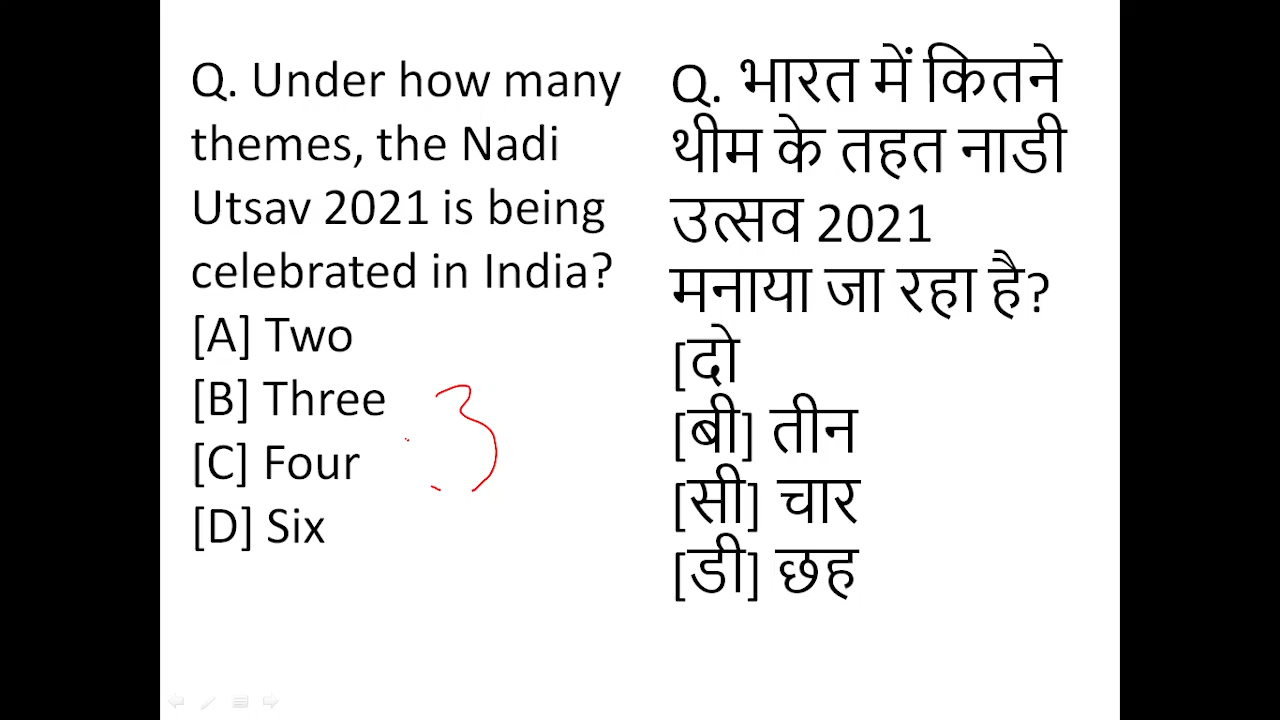 Q. Under how many
themes, the Nadi
Utsav 2021 is being
celebrated in India?
[A] Two
[B] Three
[C] Four
[D] Six
3
Q. भारत में कितने
थीम के तहत नाडी
उत्सव 2021
मनाया जा रहा है?
[दो
[बी] तीन
[सी] चार
[डी] छह